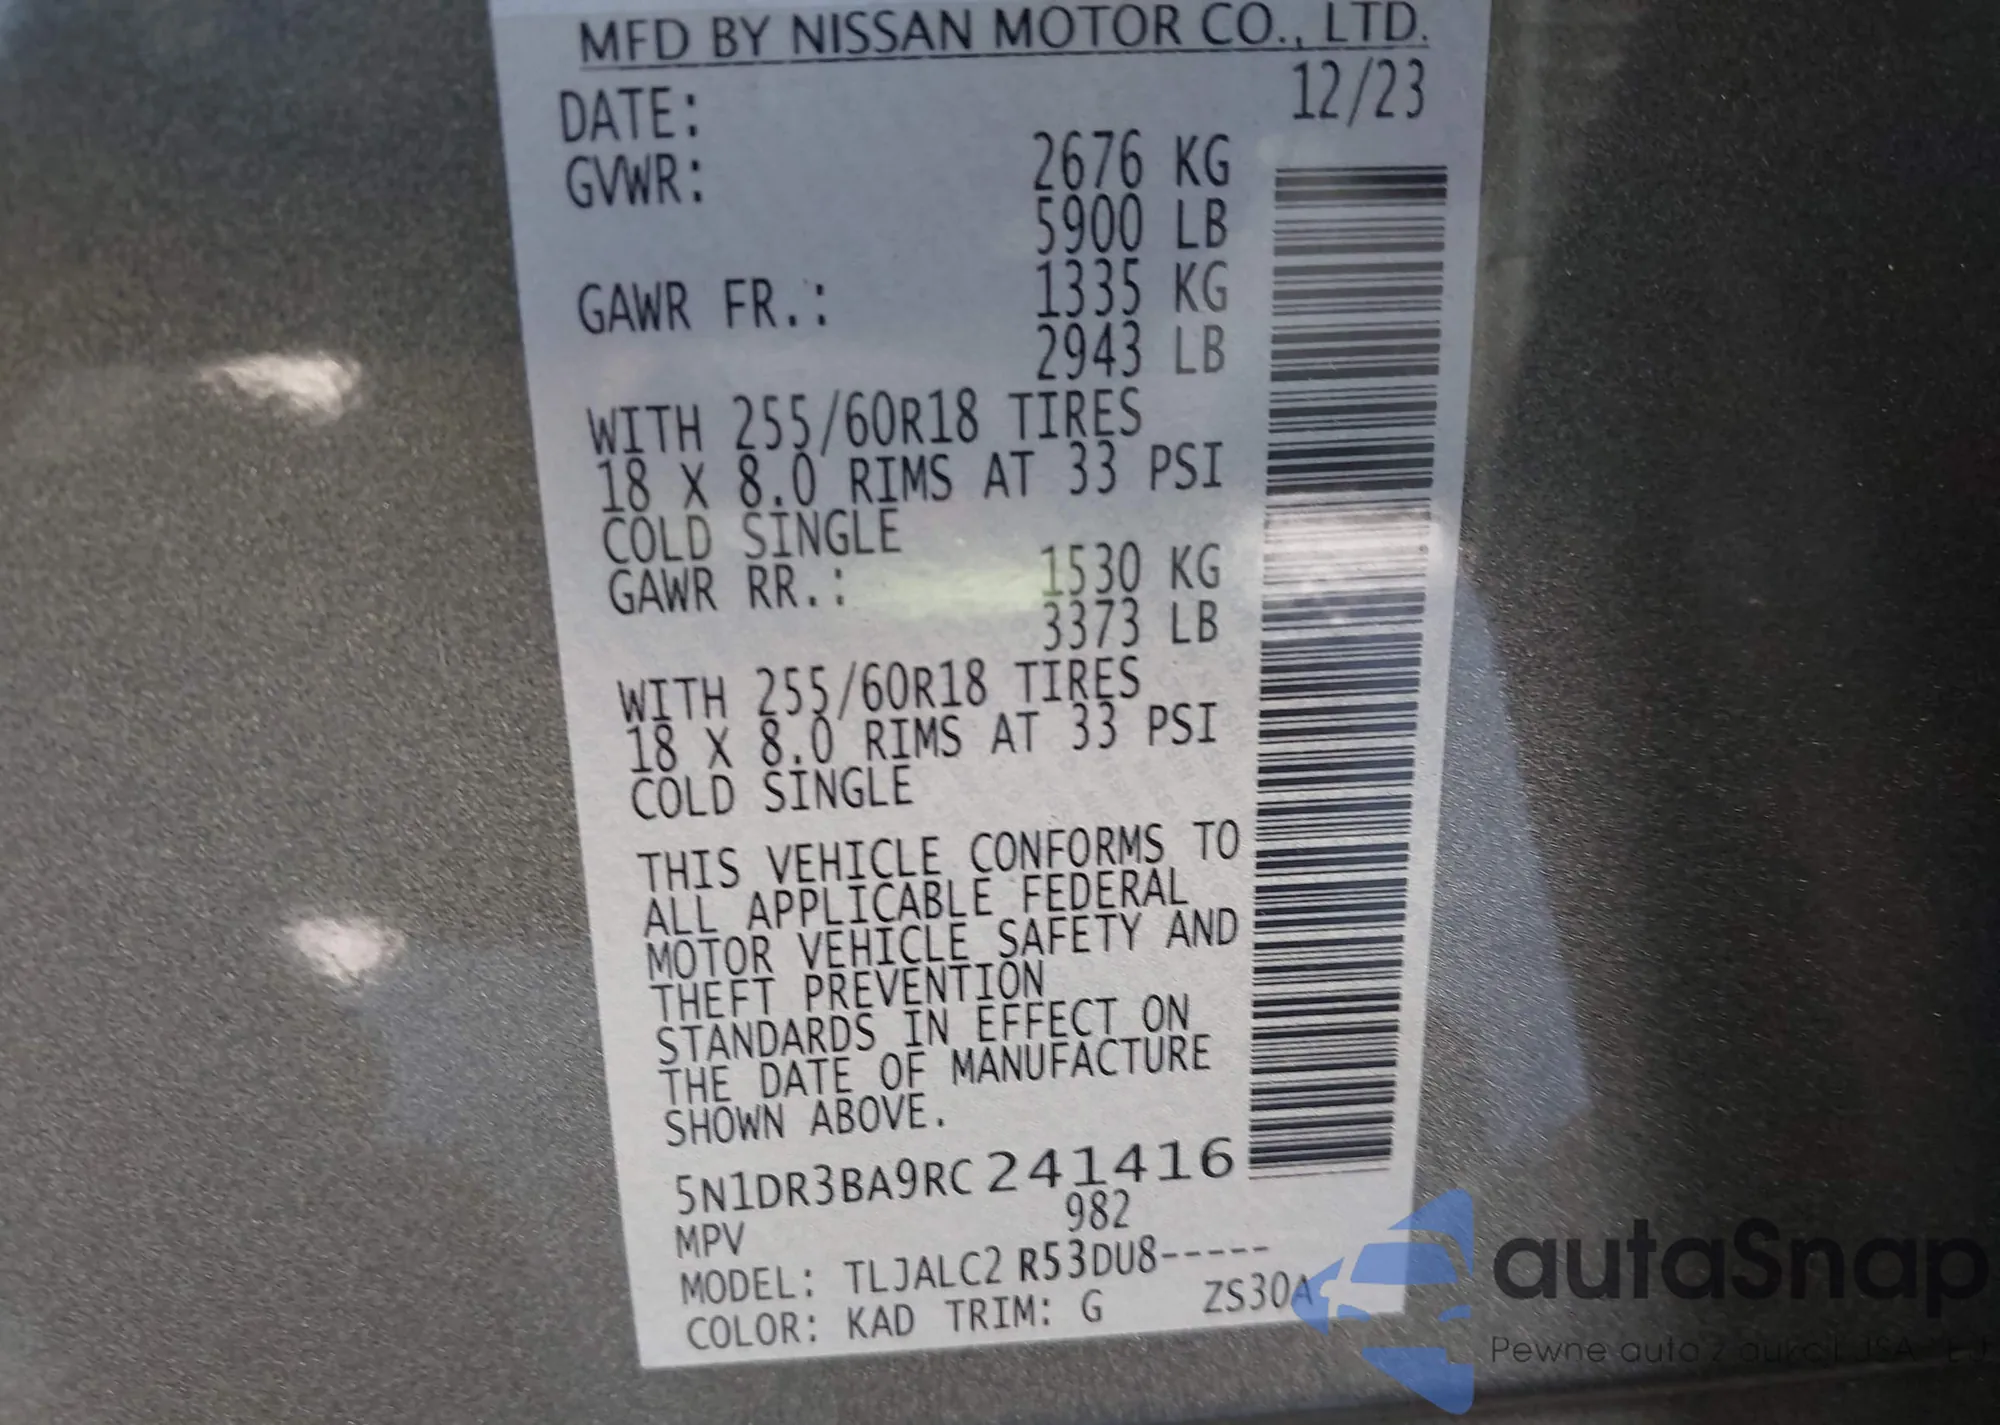 MFD BY NISSAN MOTOR CO., LTD.
DATE: 12/23
GVWR: 2676 KG
5900 LB
GAWR FR.: 1335 KG
2943 LB
WITH 255/60R18 TIRES
18 X 8.0 RIMS AT 33 PSI
COLD SINGLE
GAWR RR.: 1530 KG
3373 LB
WITH 255/60R18 TIRES
18 X 8.0 RIMS AT 33 PSI
COLD SINGLE
THIS VEHICLE CONFORMS TO
ALL APPLICABLE FEDERAL
MOTOR VEHICLE SAFETY AND
THEFT PREVENTION
STANDARDS IN EFFECT ON
THE DATE OF MANUFACTURE
SHOWN ABOVE.
5N1DR3BA9RC241416
MPV 982
MODEL: TLJALC2 R53DU8-----
COLOR: KAD TRIM: G ZS30A
autaSnap
Pewne auta z aukcji USA